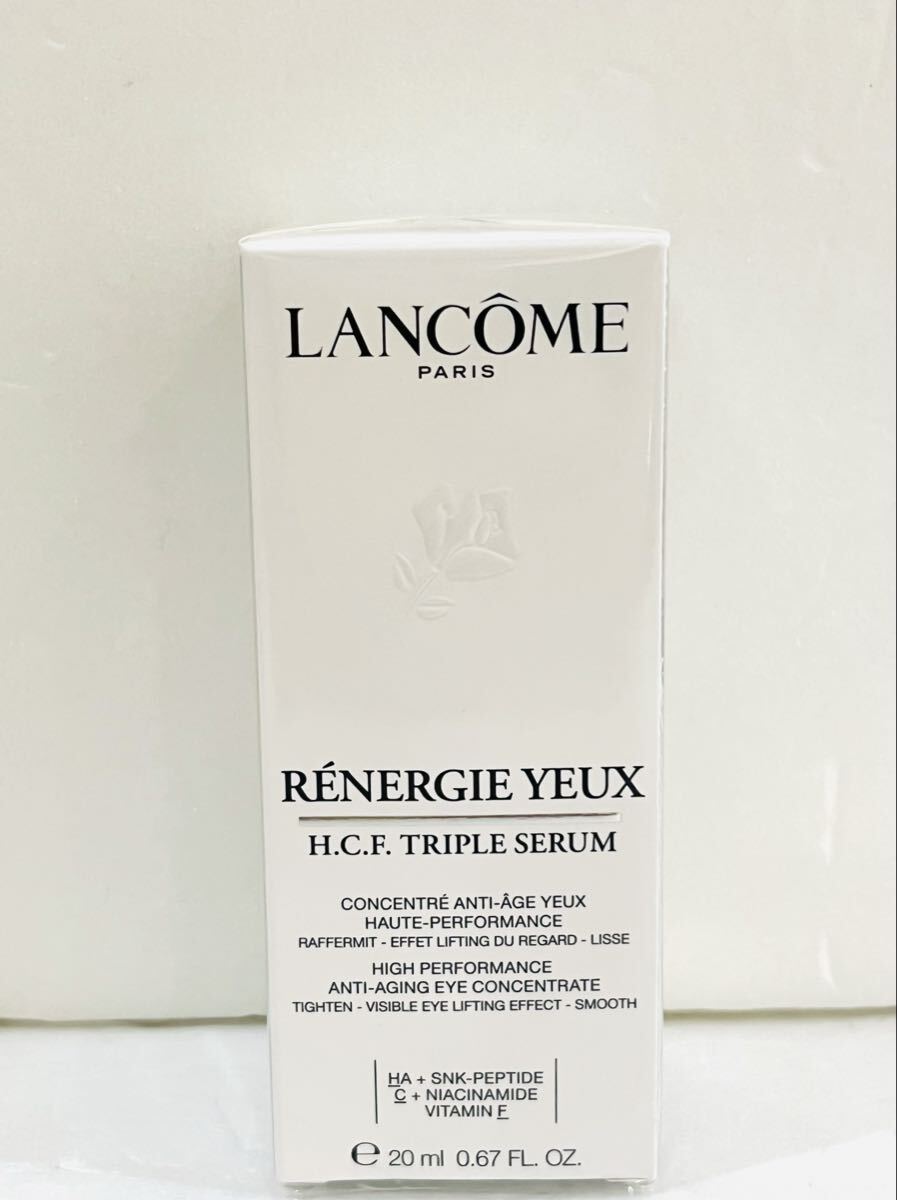 LANCÔME
PARIS
RÉNERGIE YEUX
H.C.F. TRIPLE SERUM
CONCENTRÉ ANTI-ÂGE YEUX
HAUTE-PERFORMANCE
RAFFERMIT - EFFET LIFTING DU REGARD - LISSE
HIGH PERFORMANCE
ANTI-AGING EYE CONCENTRATE
TIGHTEN - VISIBLE EYE LIFTING EFFECT - SMOOTH
HA + SNK-PEPTIDE
C + NIACINAMIDE
VITAMIN F
℮ 20 ml 0.67 FL. OZ.